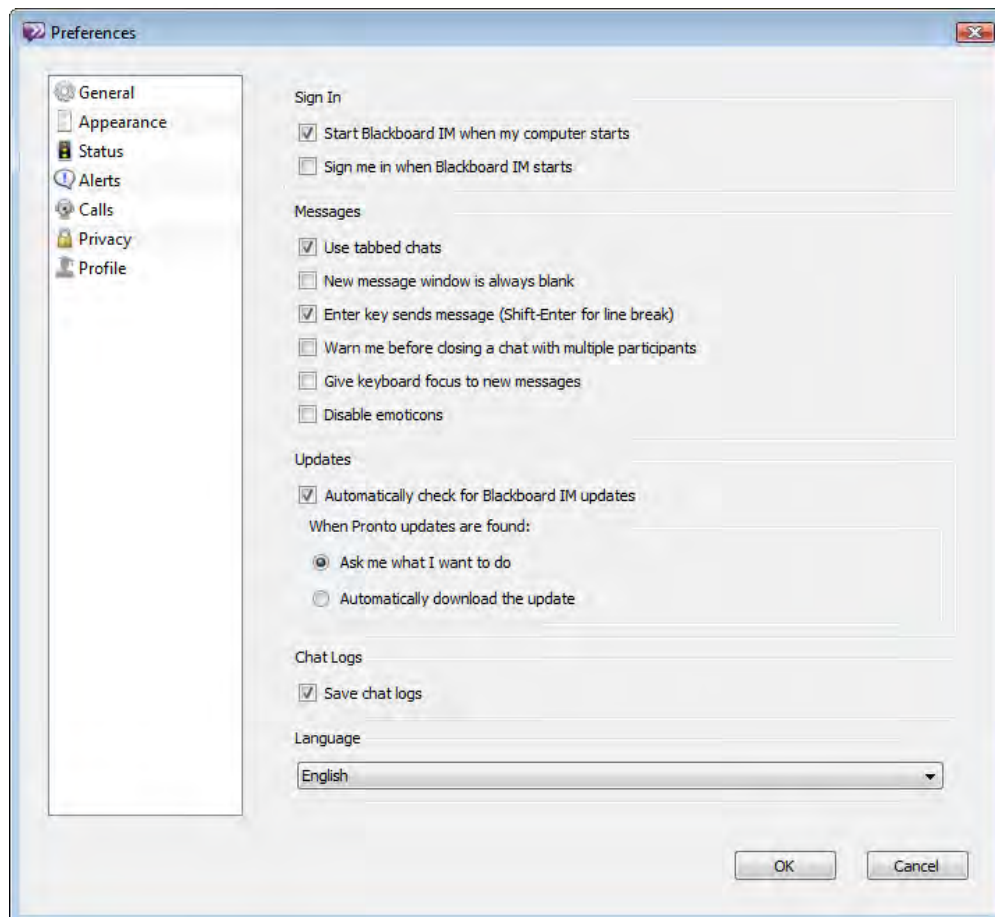 Preferences
General
Appearance
Status
Alerts
Calls
Privacy
Profile
Sign In
Start Blackboard IM when my computer starts
Sign me in when Blackboard IM starts
Messages
Use tabbed chats
New message window is always blank
Enter key sends message (Shift-Enter for line break)
Warn me before closing a chat with multiple participants
Give keyboard focus to new messages
Disable emoticons
Updates
Automatically check for Blackboard IM updates
When Pronto updates are found:
Ask me what I want to do
Automatically download the update
Chat Logs
Save chat logs
Language
English
OK
Cancel